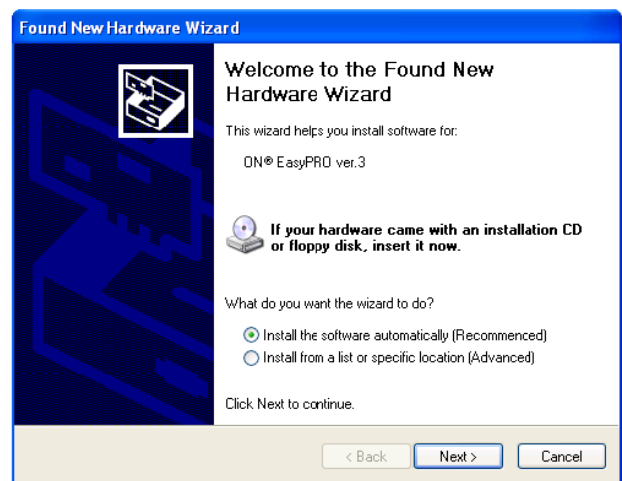 Found New Hardware Wizard
Welcome to the Found New
Hardware Wizard
This wizard helps you install software for:
ON® EasyPRO ver.3
If your hardware came with an installation CD
or floppy disk, insert it now.
What do you want the wizard to do?
Install the software automatically (Recommenced)
Install from a list or specific location (Advanced)
Click Next to continue.
< Back
Next >
Cancel